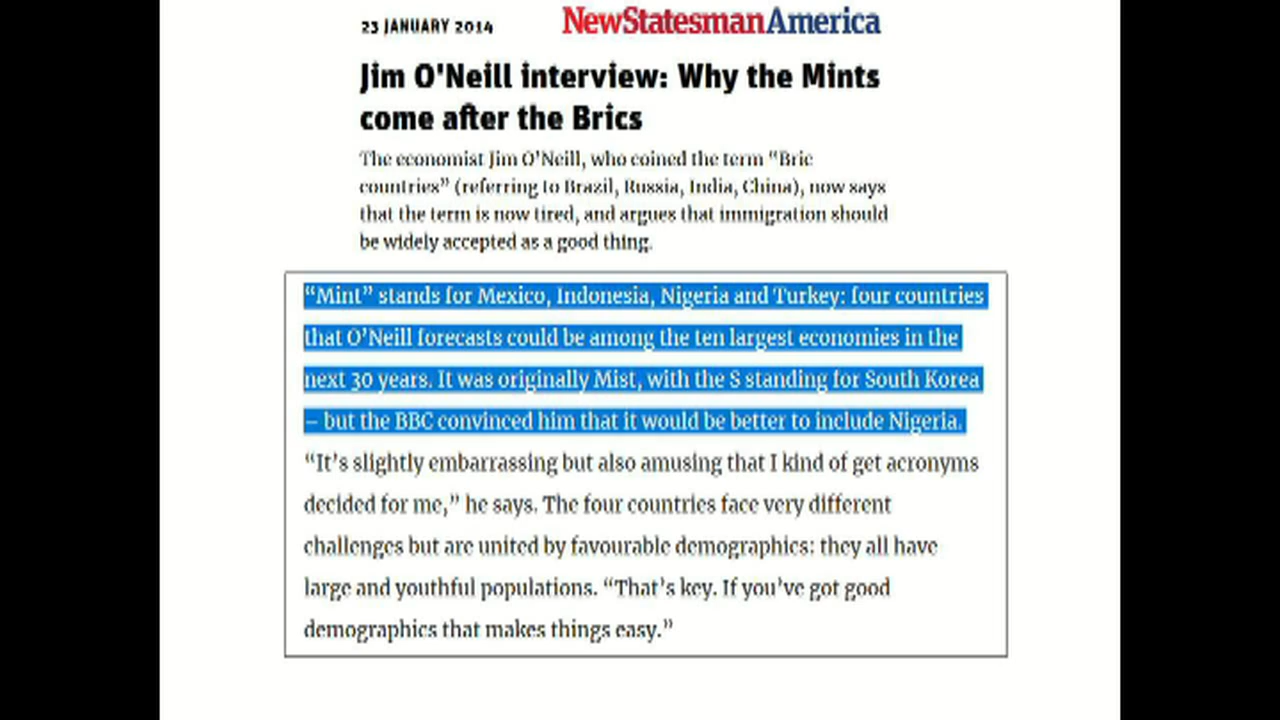 23 JANUARY 2014
NewStatesmanAmerica
Jim O'Neill interview: Why the Mints
come after the Brics
The economist Jim O’Neill, who coined the term “Bric
countries” (referring to Brazil, Russia, India, China), now says
that the term is now tired, and argues that immigration should
be widely accepted as a good thing.
“Mint” stands for Mexico, Indonesia, Nigeria and Turkey: four countries
that O’Neill forecasts could be among the ten largest economies in the
next 30 years. It was originally Mist, with the S standing for South Korea
– but the BBC convinced him that it would be better to include Nigeria.
“It’s slightly embarrassing but also amusing that I kind of get acronyms
decided for me,” he says. The four countries face very different
challenges but are united by favourable demographics: they all have
large and youthful populations. “That’s key. If you’ve got good
demographics that makes things easy.”